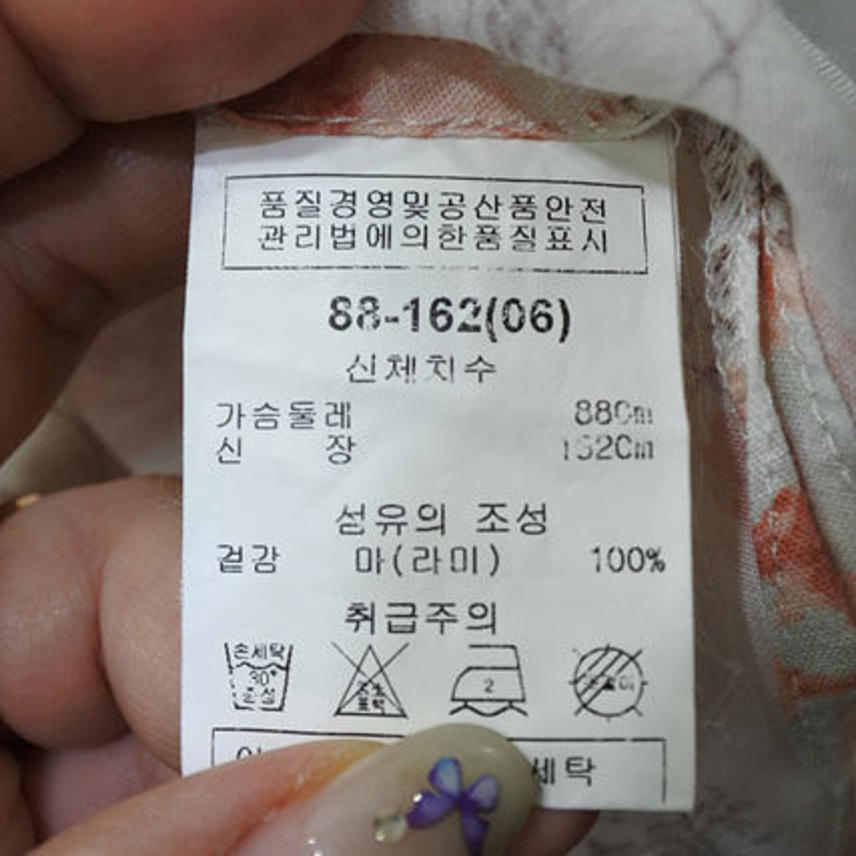 품질경영및공산품안전
관리법에의한품질표시
88-162(06)
신체치수
가슴둘레 88Cm
신 장 162Cm
섬유의 조성
겉감 마(라미) 100%
취급주의
손세탁
30°
중성
2
세탁